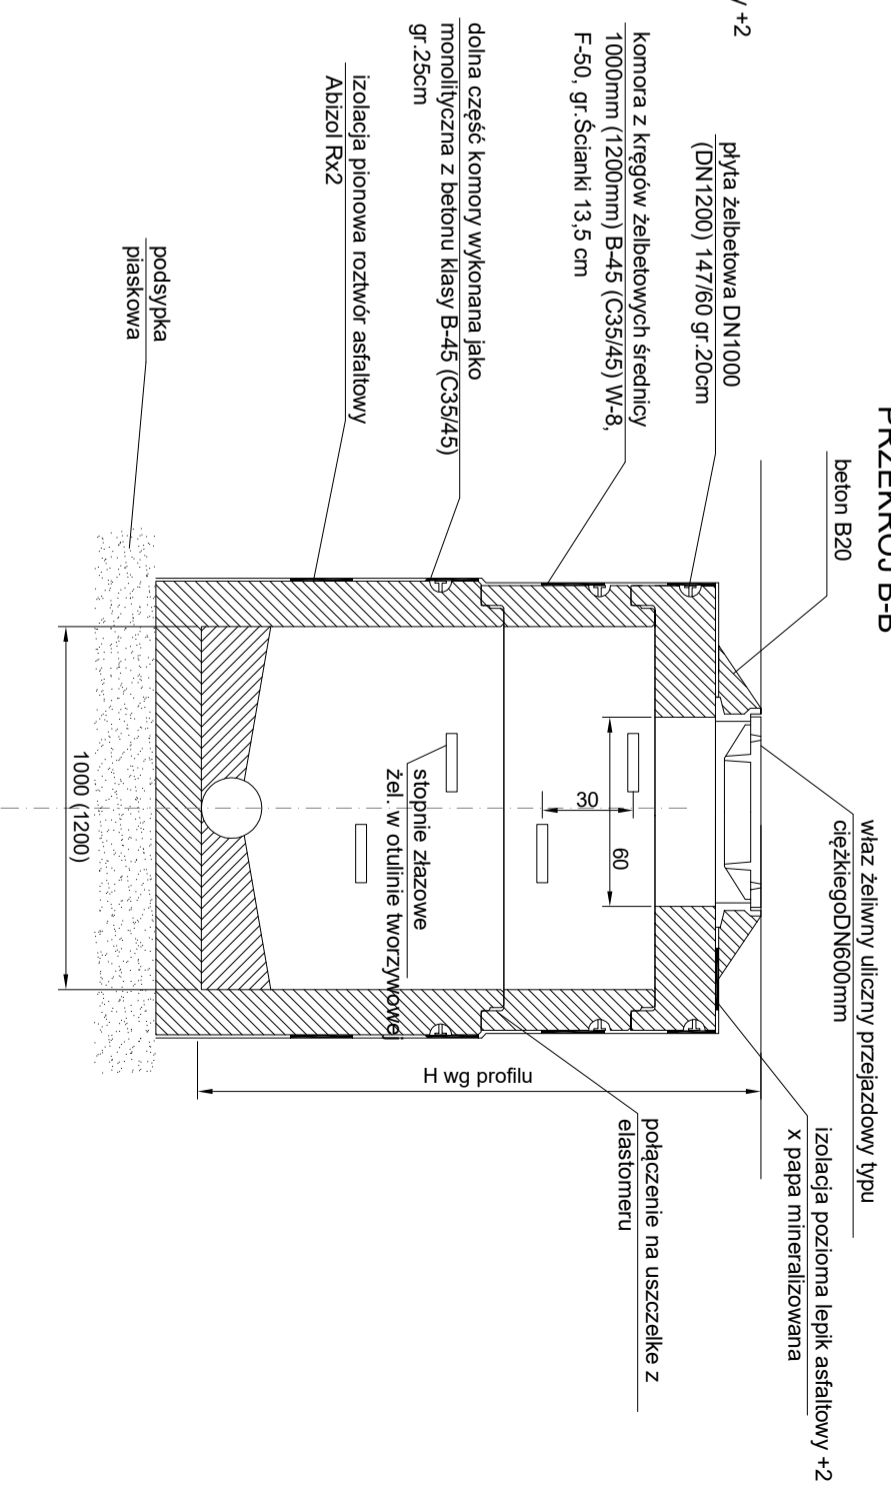 PRZEKRÓJ B-B
y +2
beton B20
płyta żelbetowa DN1000
(DN1200) 147/60 gr.20cm
komora z kręgów żelbetowych średnicy
1000mm (1200mm) B-45 (C35/45) W-8,
F-50, gr.Ścianki 13,5 cm
dolna część komory wykonana jako
monolityczna z betonu klasy B-45 (C35/45)
gr.25cm
izolacja pionowa roztwór asfaltowy
Abizol Rx2
podsypka
piaskowa
właz żeliwny uliczny przejazdowy typu
ciężkiegoDN600mm
izolacja pozioma lepik asfaltowy +2
x papa mineralizowana
30
60
stopnie złazowe
żel. w otulinie tworzywowej
H wg profilu
połączenie na uszczelke z
elastomeru
1000 (1200)